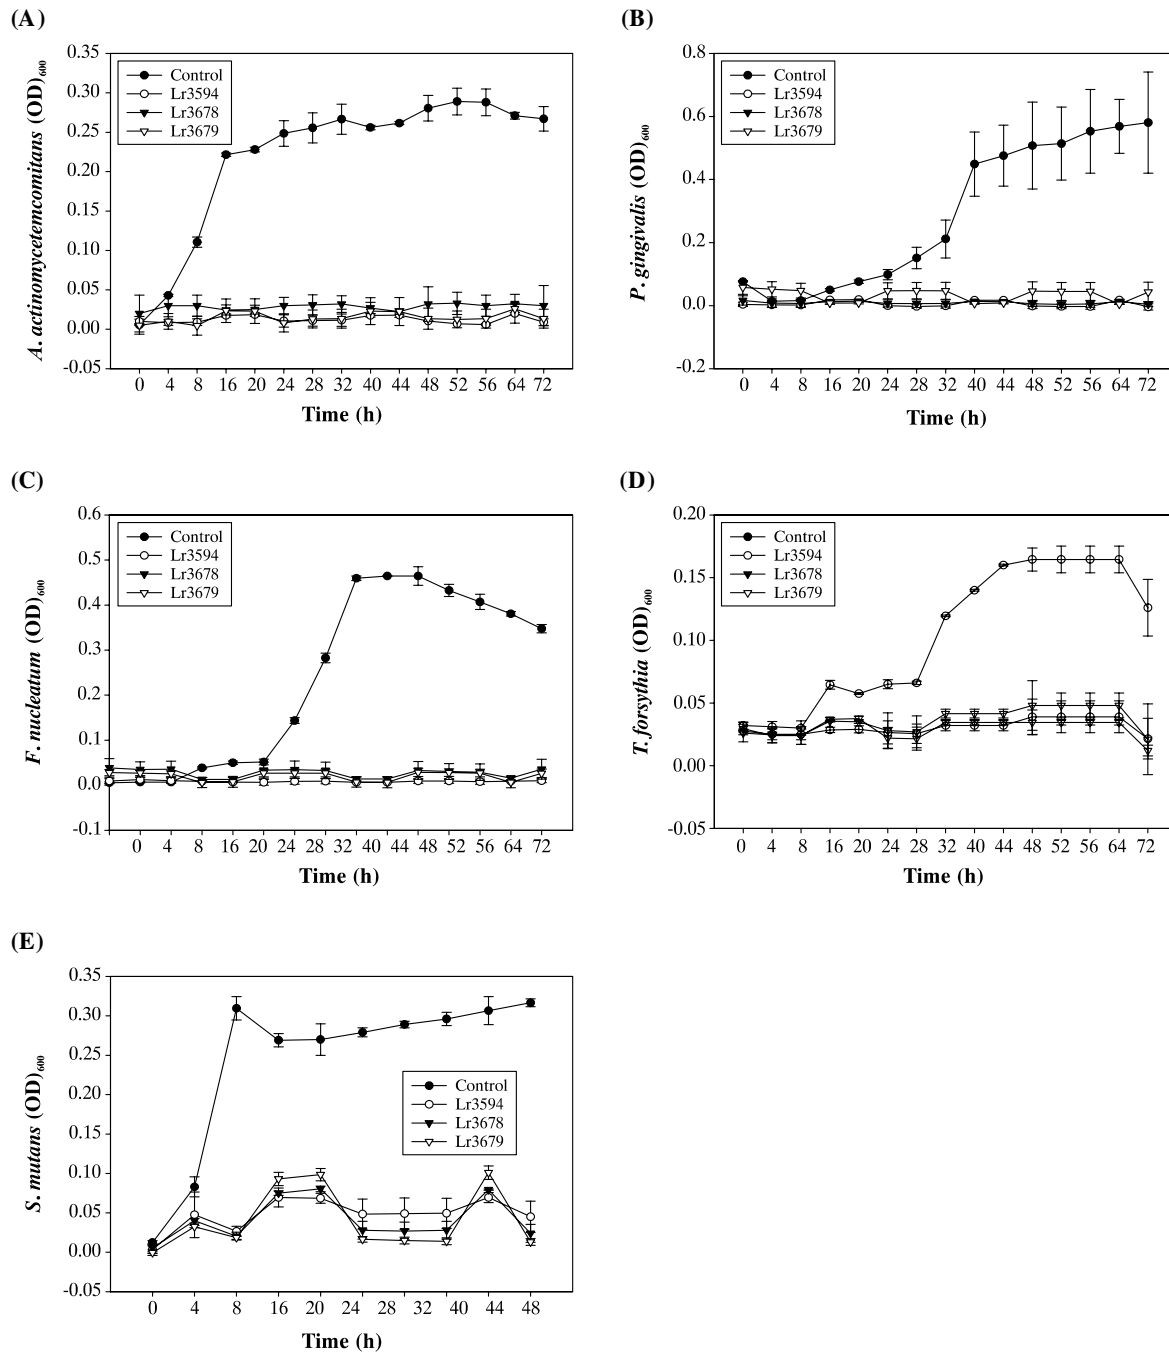 (A)
A. actinomycetemcomitans (OD)600
0.35
0.30
0.25
0.20
0.15
0.10
0.05
0.00
-0.05
Control
Lr3594
Lr3678
Lr3679
0 4 8 16 20 24 28 32 40 44 48 52 56 64 72
Time (h)
(B)
P. gingivalis (OD)600
0.8
0.6
0.4
0.2
0.0
-0.2
Control
Lr3594
Lr3678
Lr3679
0 4 8 16 20 24 28 32 40 44 48 52 56 64 72
Time (h)
(C)
F. nucleatum (OD)600
0.6
0.5
0.4
0.3
0.2
0.1
0.0
-0.1
Control
Lr3594
Lr3678
Lr3679
0 4 8 16 20 24 28 32 40 44 48 52 56 64 72
Time (h)
(D)
T. forsythia (OD)600
0.20
0.15
0.10
0.05
0.00
-0.05
Control
Lr3594
Lr3678
Lr3679
0 4 8 16 20 24 28 32 40 44 48 52 56 64 72
Time (h)
(E)
S. mutans (OD)600
0.35
0.30
0.25
0.20
0.15
0.10
0.05
0.00
-0.05
Control
Lr3594
Lr3678
Lr3679
0 4 8 16 20 24 28 32 40 44 48
Time (h)